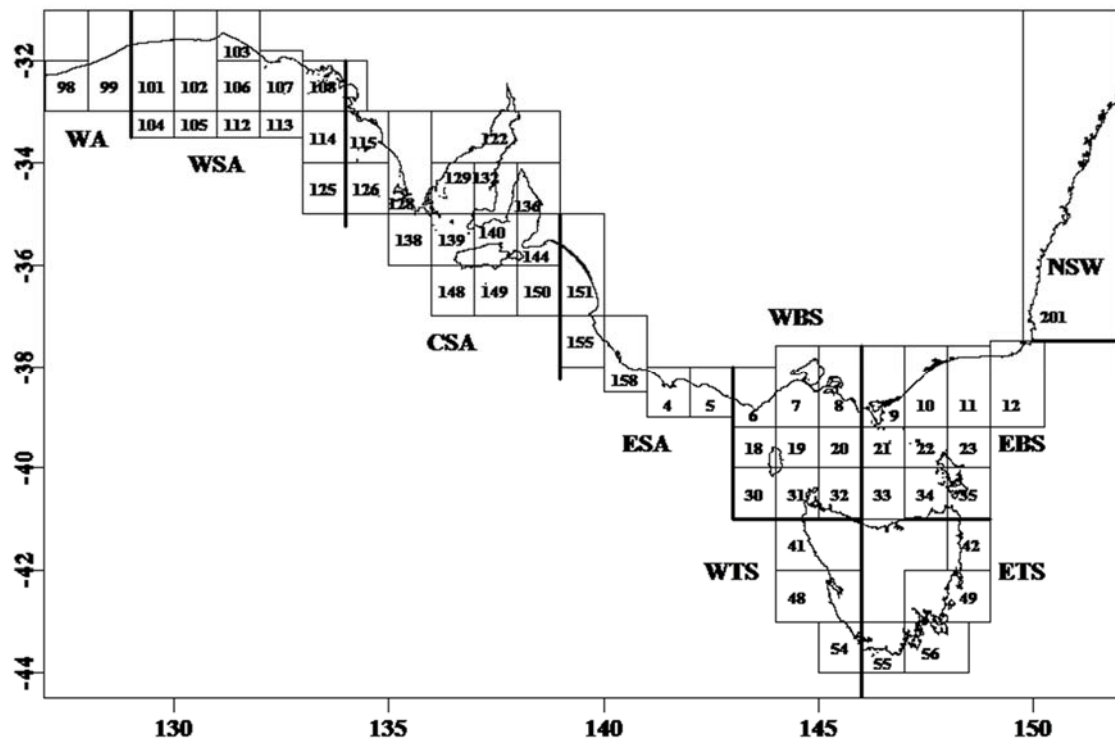 -32
-34
-36
-38
-40
-42
-44
103
98 99 101 102 106 107 108
104 105 112 113 114 115 122
WA
WSA
125 126 128 129 132 136
138 139 140 144
NSW
148 149 150 151 201
WBS
CSA
155
158
4 5 6 7 8 9 10 11 12
ESA
18 19 20 21 22 23 EBS
30 31 32 33 34 35
41 42
WTS ETS
48 49
54 55 56
130 135 140 145 150